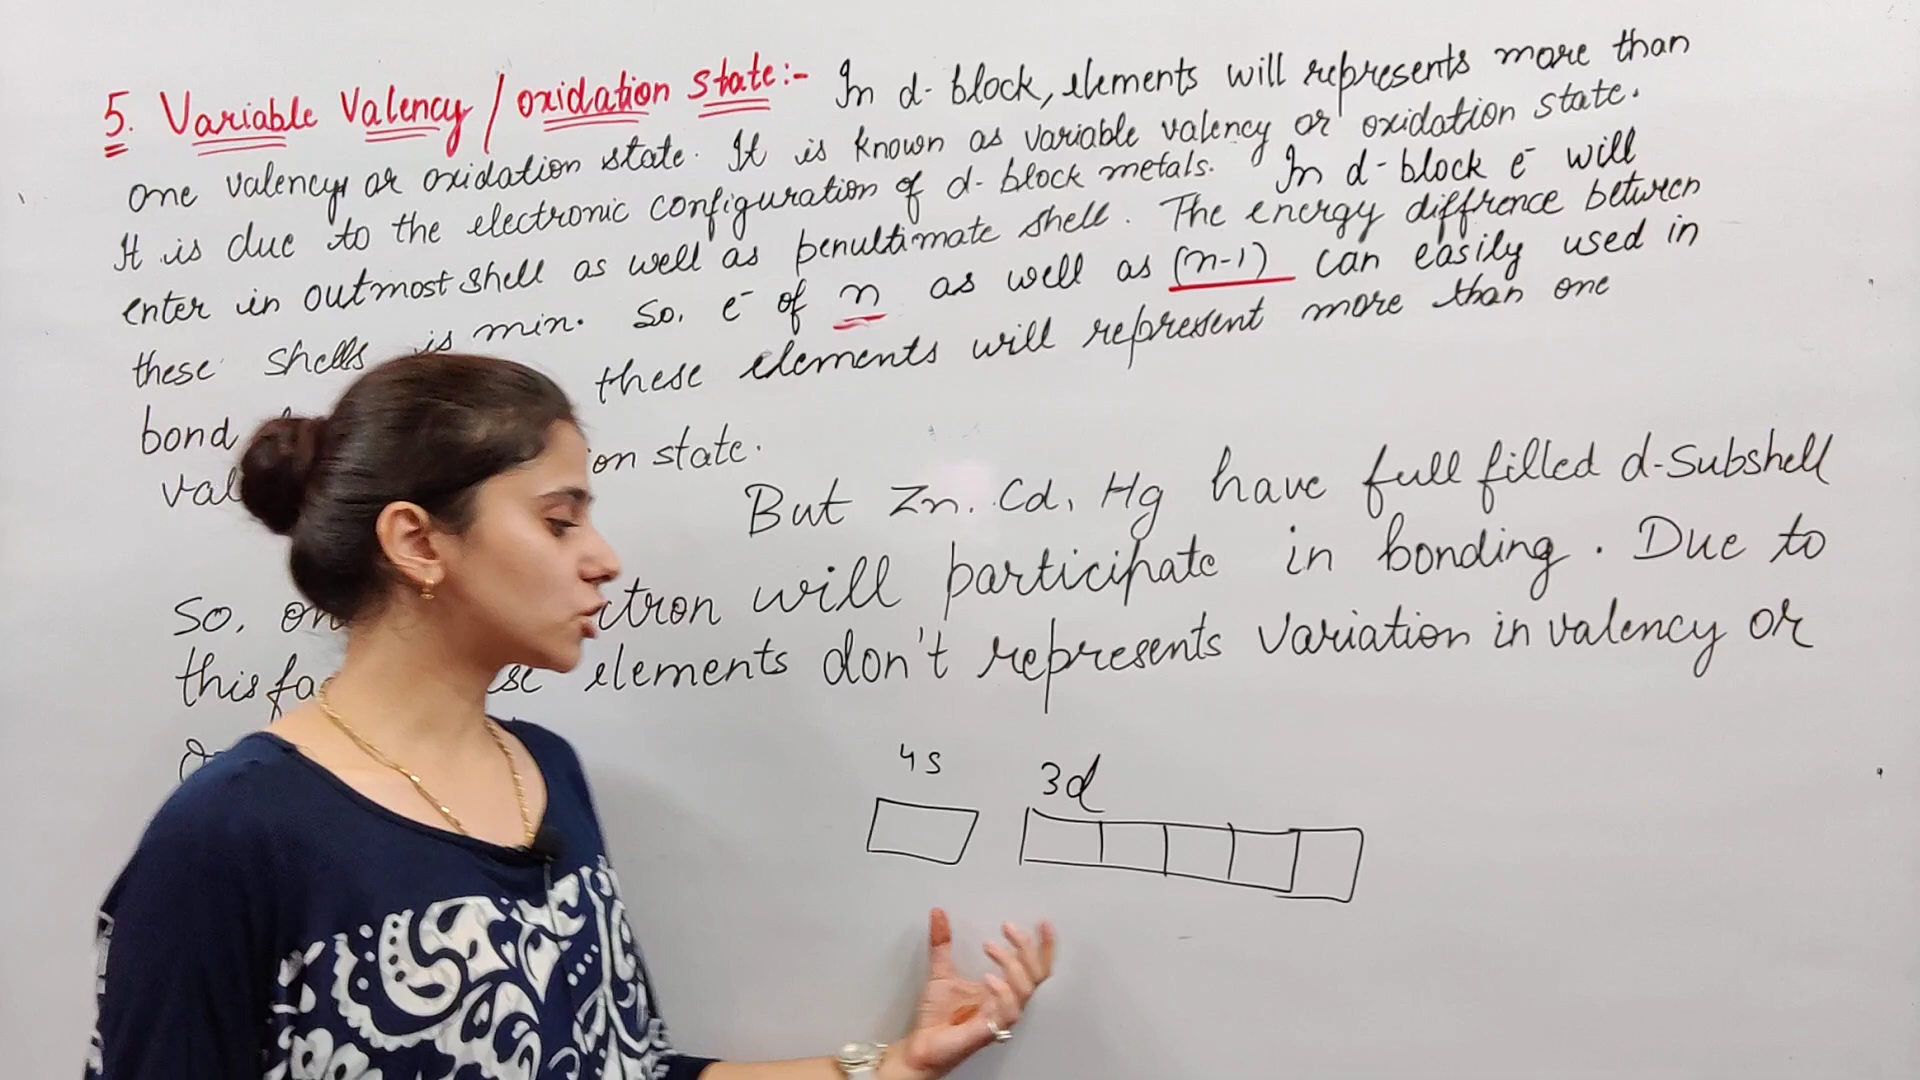 5. Variable Valency / oxidation state:- In d-block, elements will represents more than
one valency or oxidation state. It is known as variable valency or oxidation state.
It is due to the electronic configuration of d-block metals. In d-block e⁻ will
enter in outmost shell as well as penultimate shell. The energy diffrence between
these shells is min. So, e⁻ of n as well as (n-1) can easily used in
bond these elements will represent more than one
val on state.
But Zn, Cd, Hg have full filled d-Subshell
So, on ctron will participate in bonding. Due to
this fa se elements don't represents variation in valency or
4s 3d